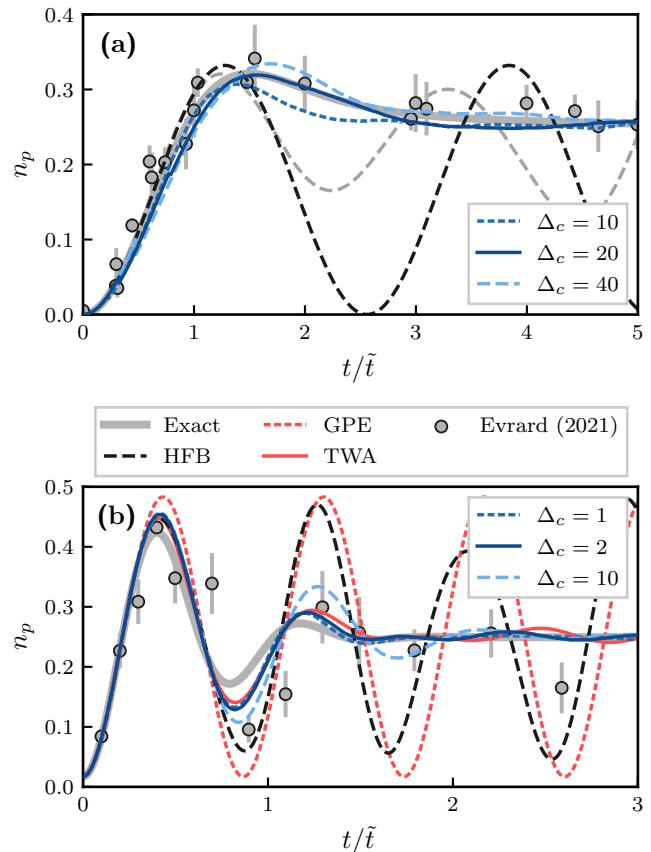 (a)
n_p
0.4
0.3
0.2
0.1
0.0
0 1 2 3 4 5
t/t̃
Δ_c = 10
Δ_c = 20
Δ_c = 40
Exact GPE Evrard (2021)
HFB TWA
(b)
n_p
0.5
0.4
0.3
0.2
0.1
0.0
0 1 2 3
t/t̃
Δ_c = 1
Δ_c = 2
Δ_c = 10